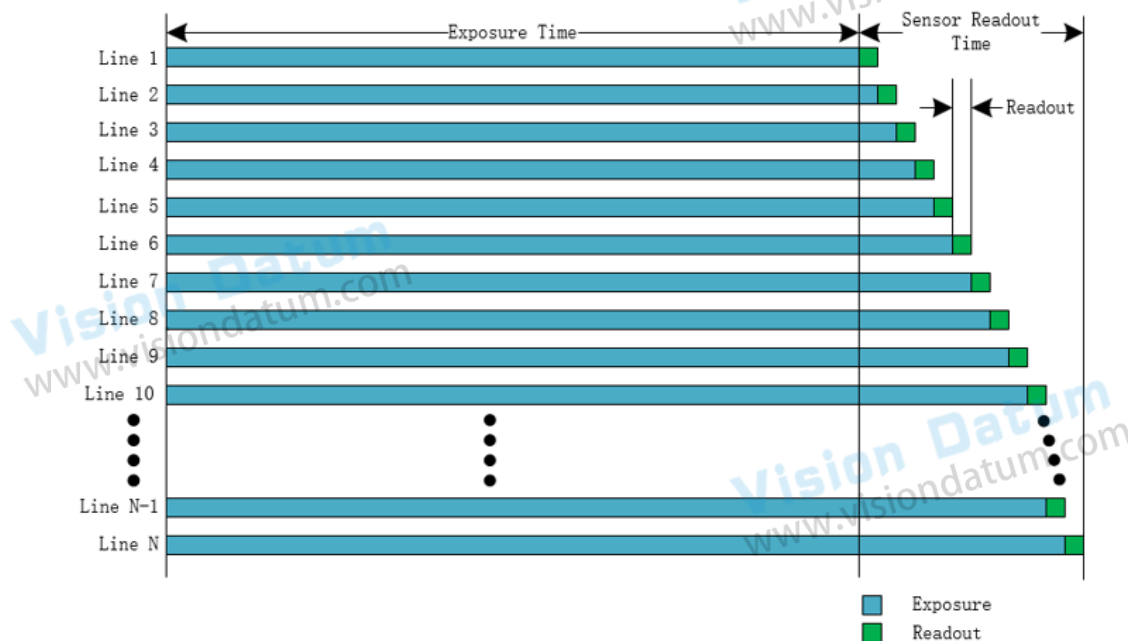 Exposure Time
Sensor Readout
Time
Line 1
Line 2
Readout
Line 3
Line 4
Line 5
Line 6
Line 7
Line 8
Line 9
Line 10
Line N-1
Line N
Exposure
Readout
Vision Datum
www.visiondatum.com
Vision Datum
www.visiondatum.com